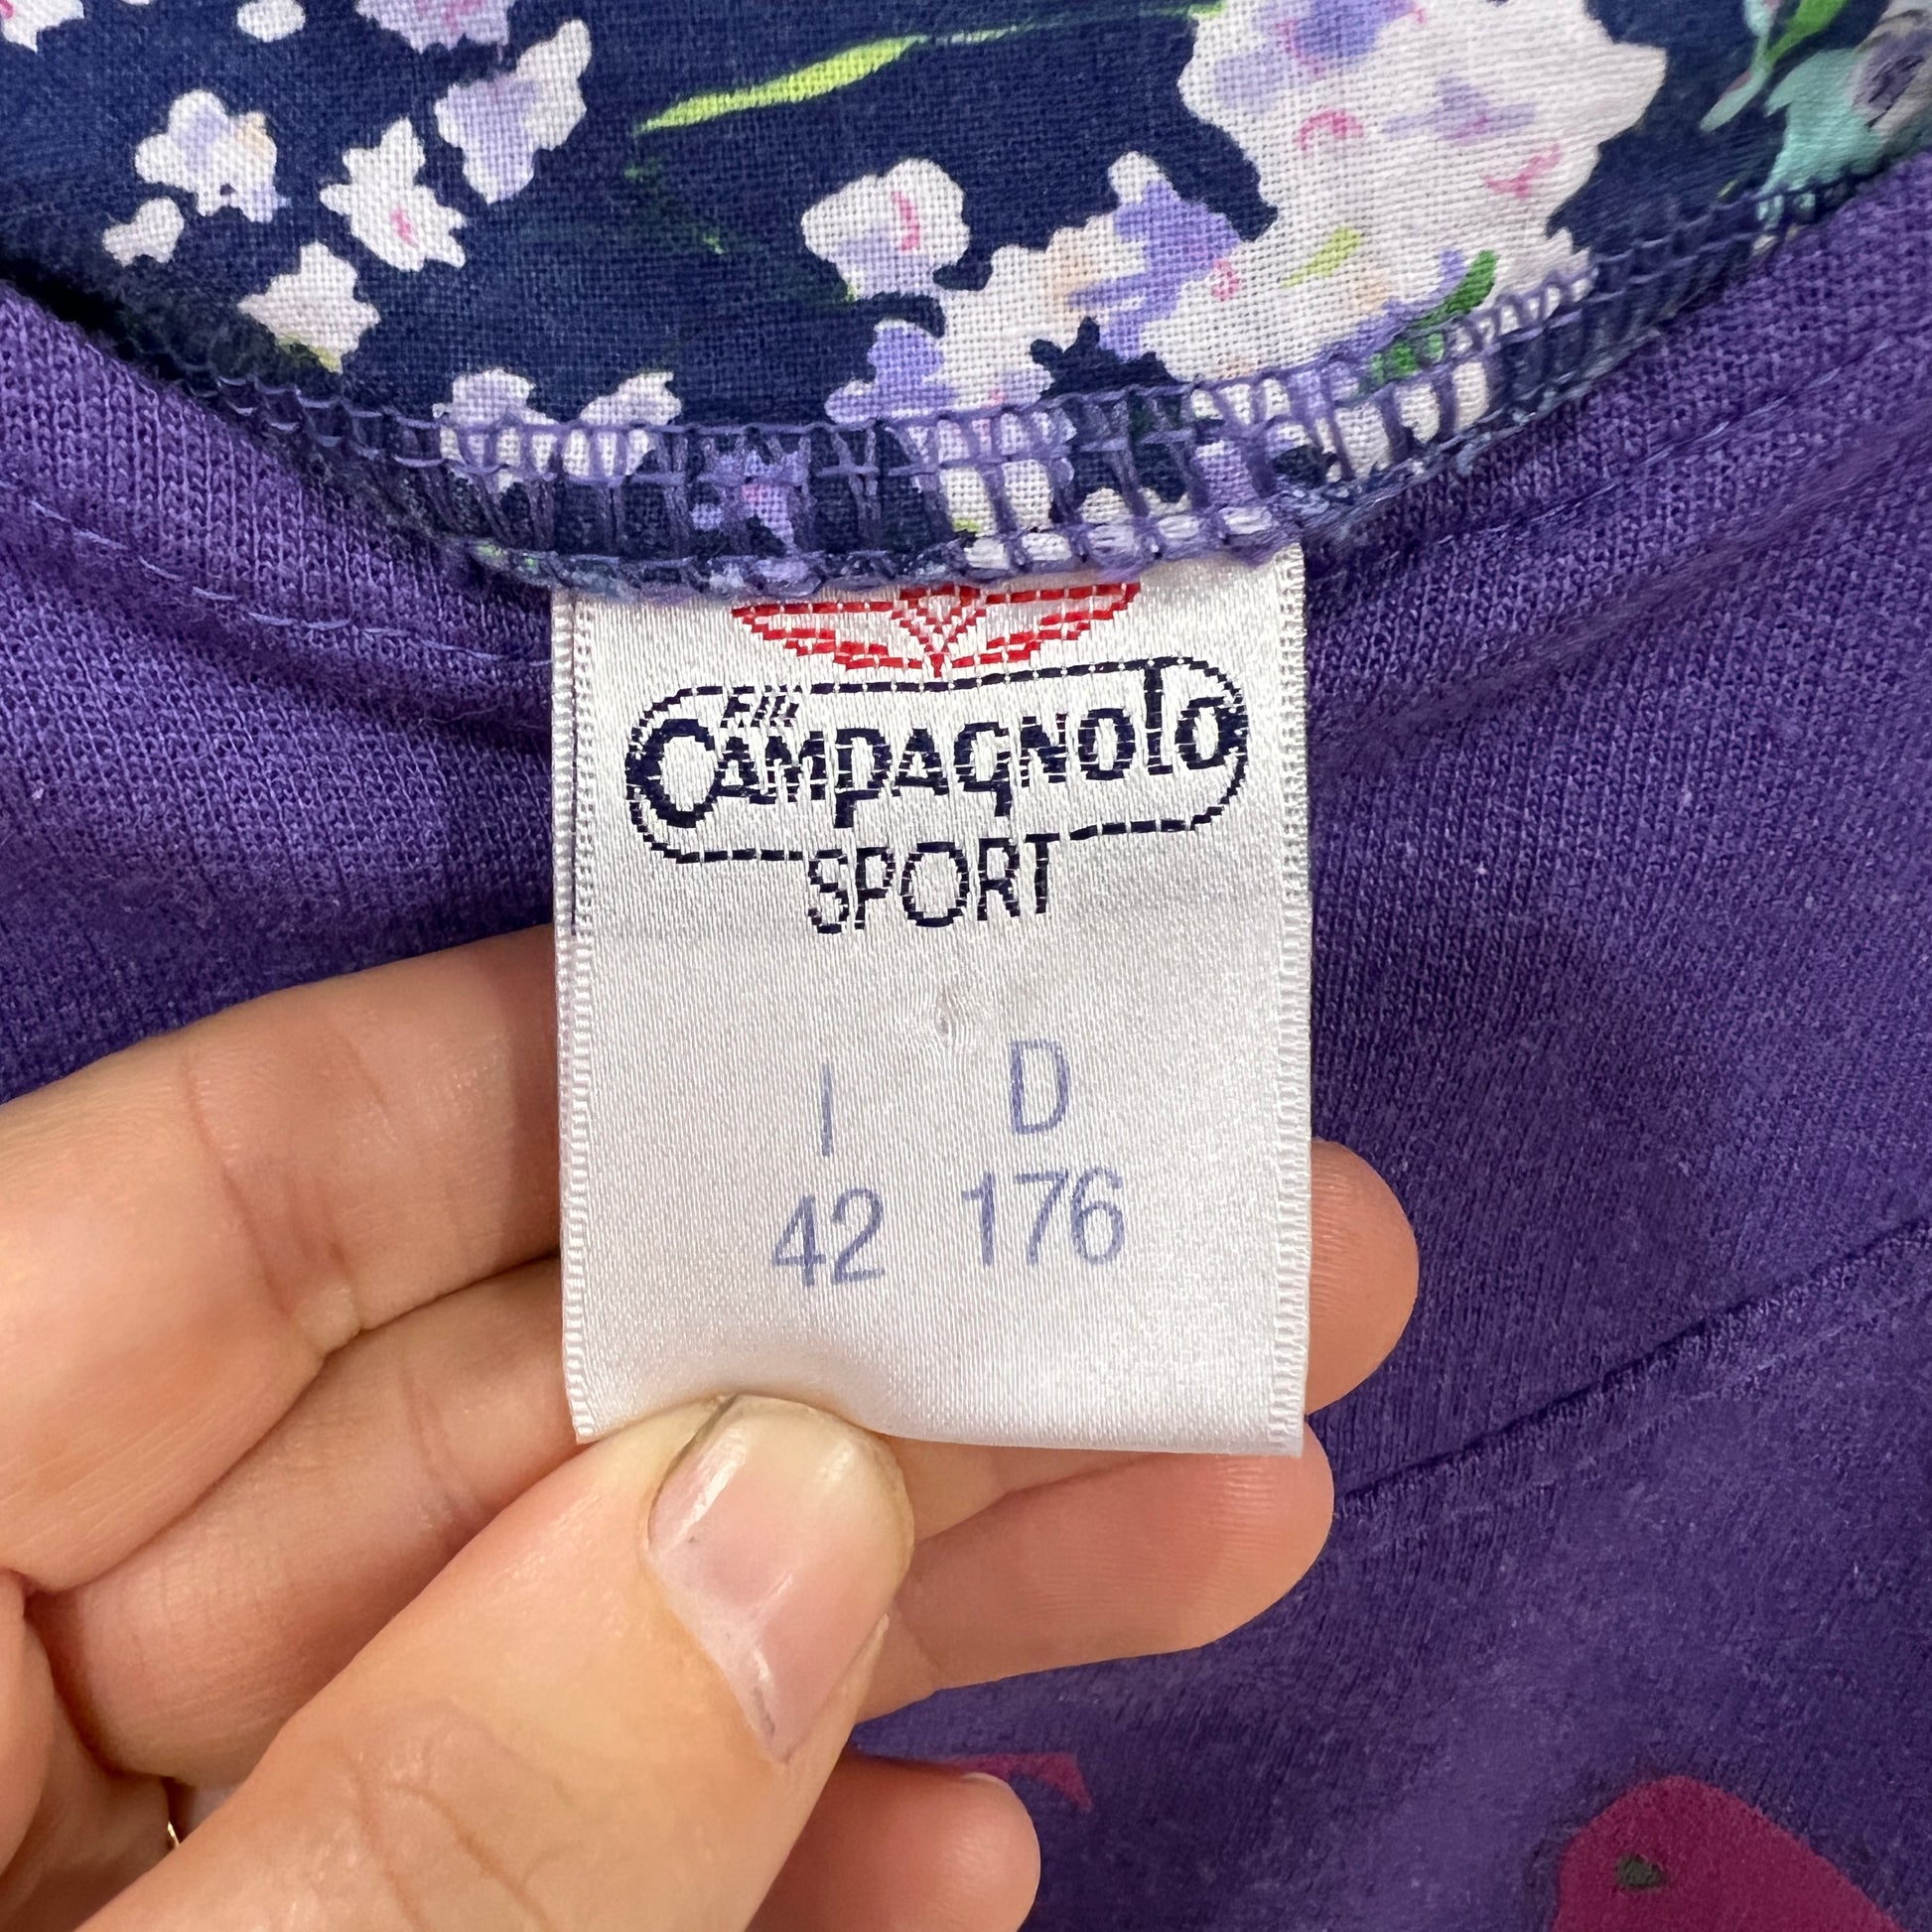 F.lli
CAMPAGNOLO
SPORT
I D
42 176